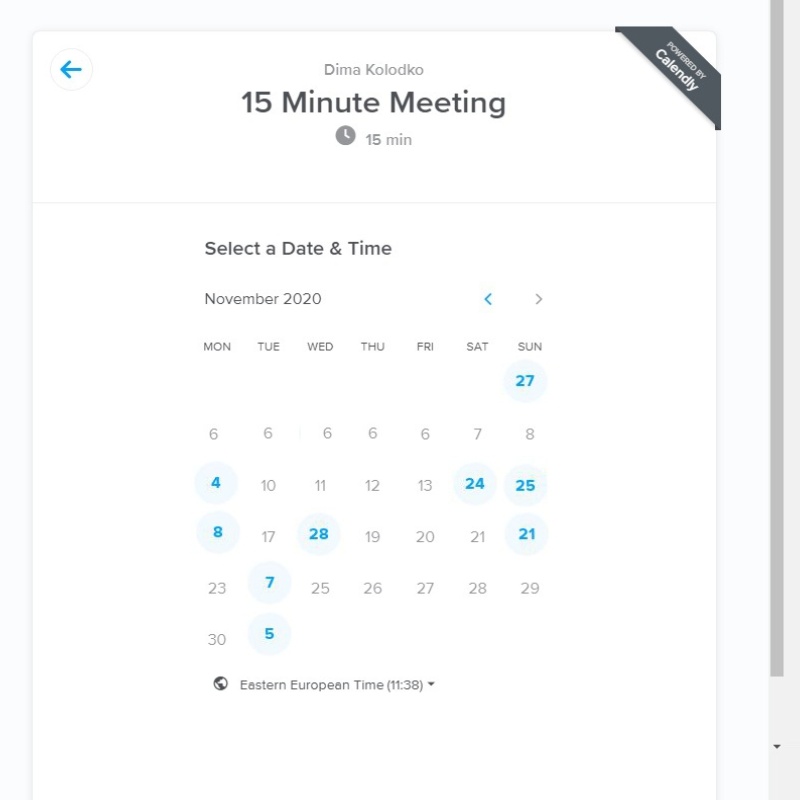 POWERED BY
Calendly
Dima Kolodko
15 Minute Meeting
15 min
Select a Date & Time
November 2020
MON TUE WED THU FRI SAT SUN
27
6 6 6 6 6 7 8
4 10 11 12 13 24 25
8 17 28 19 20 21 21
23 7 25 26 27 28 29
30 5
Eastern European Time (11:38)